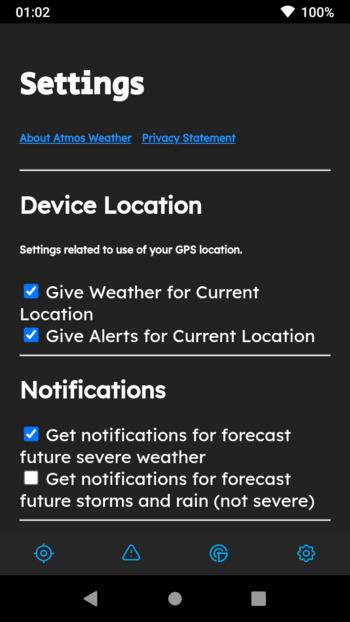 01:02
100%
Settings
About Atmos Weather Privacy Statement
Device Location
Settings related to use of your GPS location.
Give Weather for Current
Location
Give Alerts for Current Location
Notifications
Get notifications for forecast
future severe weather
Get notifications for forecast
future storms and rain (not severe)